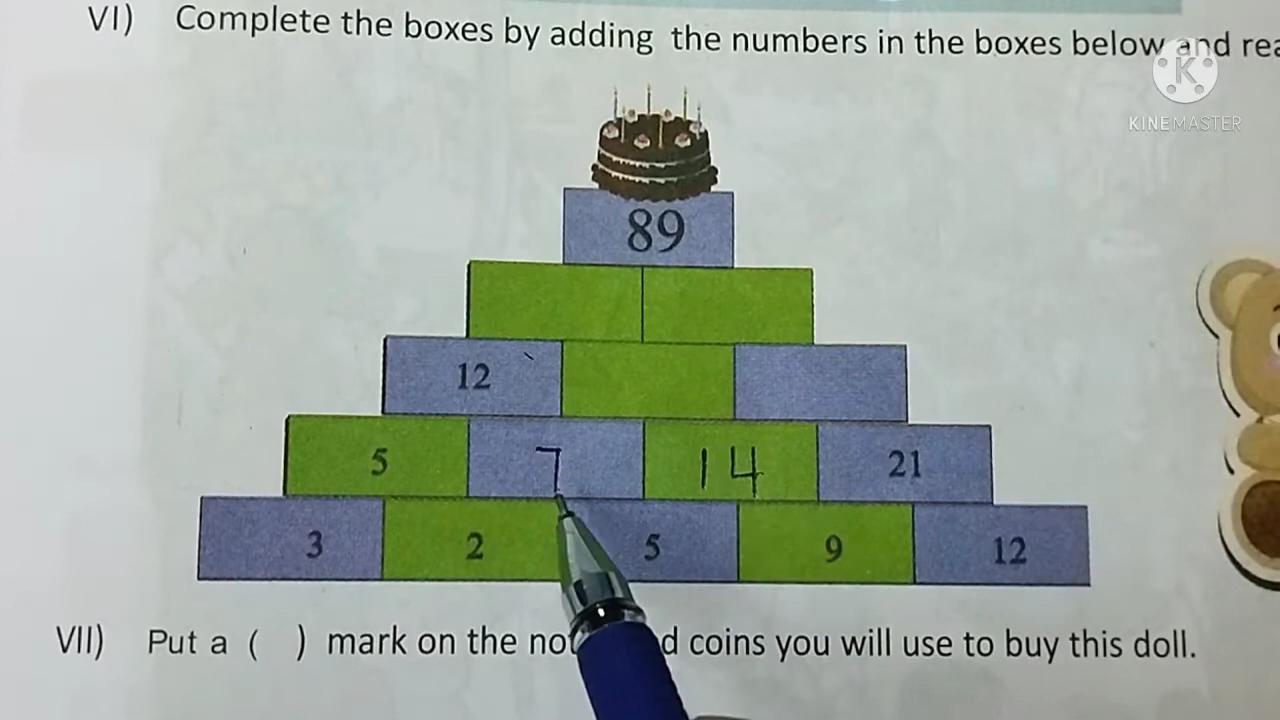 VI) Complete the boxes by adding the numbers in the boxes below and rea
KINEMASTER
89
12
5 7 14 21
3 2 5 9 12
VII) Put a ( ) mark on the coins you will use to buy this doll.